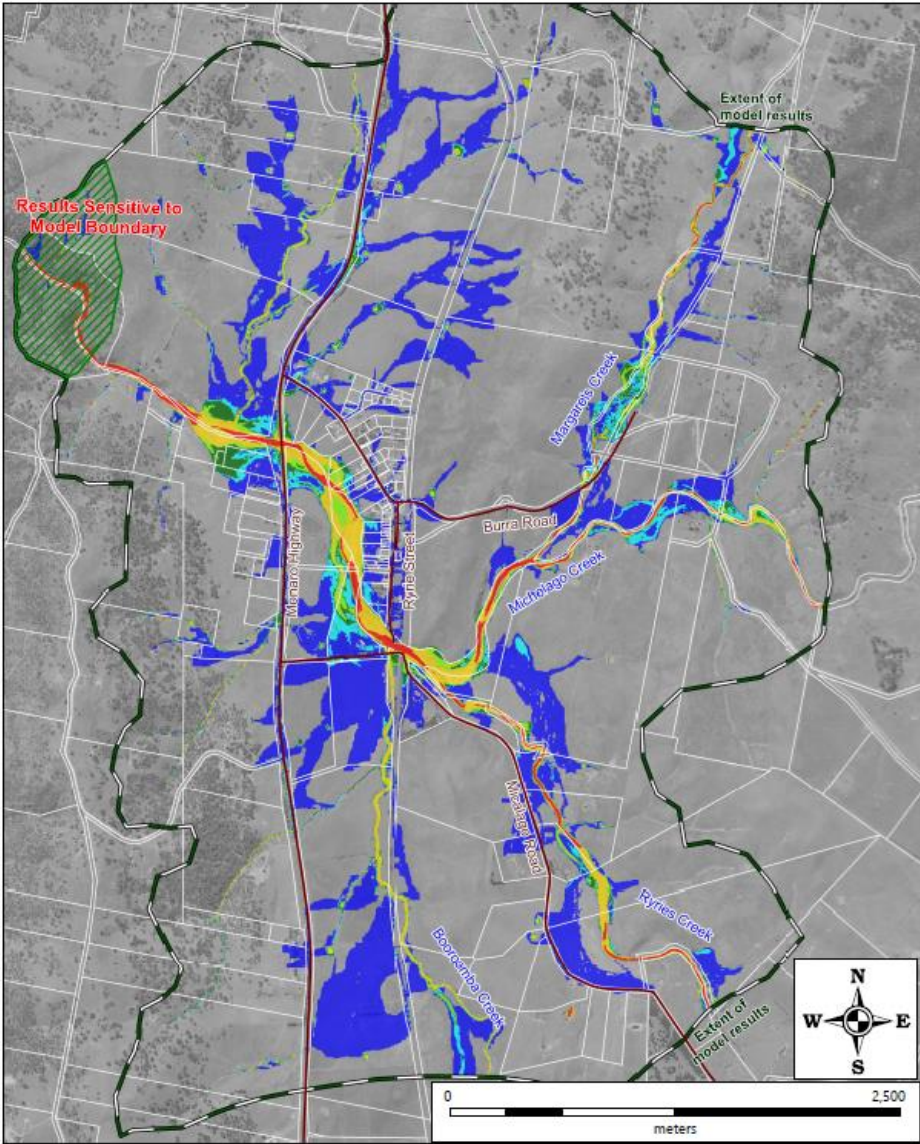 Extent of
model results
Results Sensitive to
Model Boundary
Margarets Creek
Burra Road
Monaro Highway
Ryrie Street
Michelago Creek
Micalago Road
Ryries Creek
Booroomba Creek
Extent of
model results
N
W E
S
0 2,500
meters